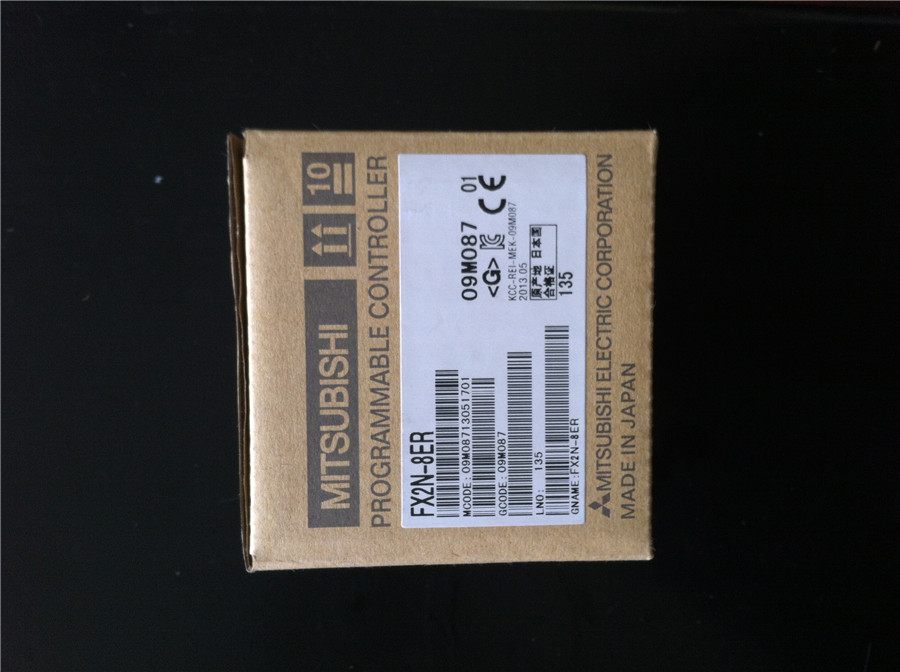 MITSUBISHI
10
PROGRAMMABLE CONTROLLER
FX2N-8ER
MCODE:09M08713051701
GCODE:09M087
LNO: 135
GNAME:FX2N-8ER
09M087 01
<G>
KCC-REI-MEK-09M087
2013.05
原产地 日本国
合格证
135
MITSUBISHI ELECTRIC CORPORATION
MADE IN JAPAN